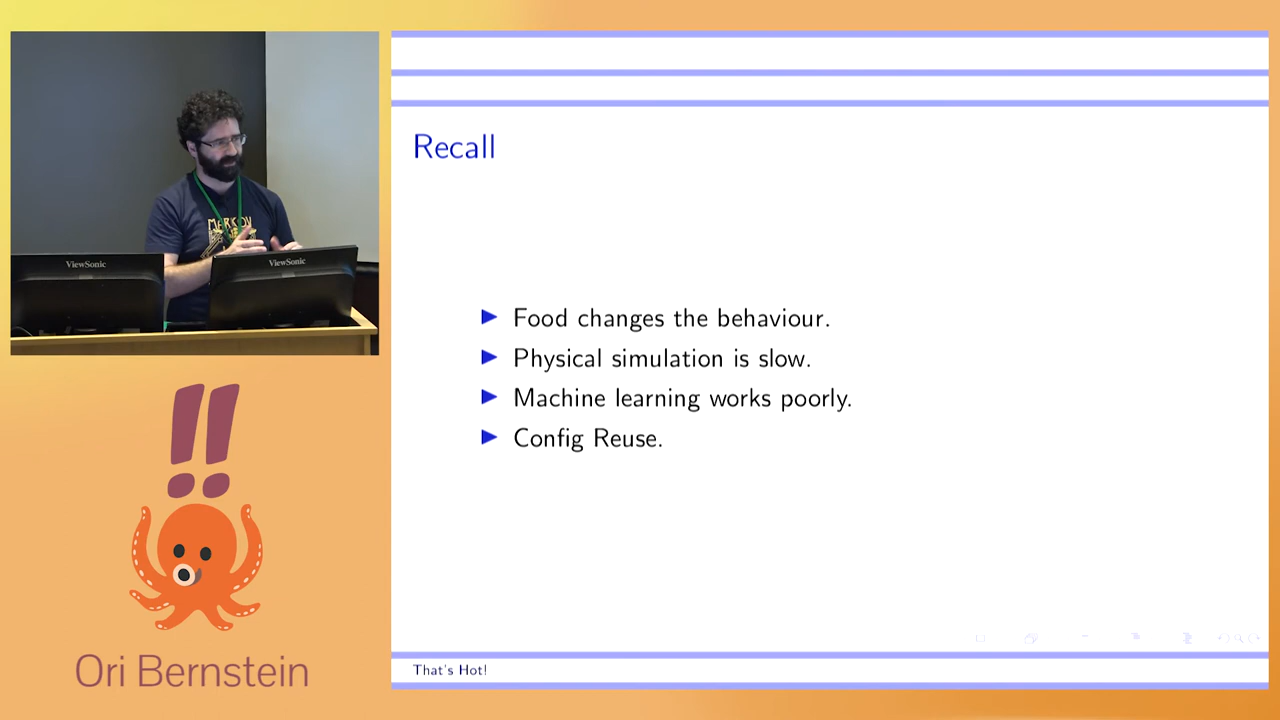 ViewSonic
ViewSonic
!!
Ori Bernstein
Recall
Food changes the behaviour.
Physical simulation is slow.
Machine learning works poorly.
Config Reuse.
That's Hot!